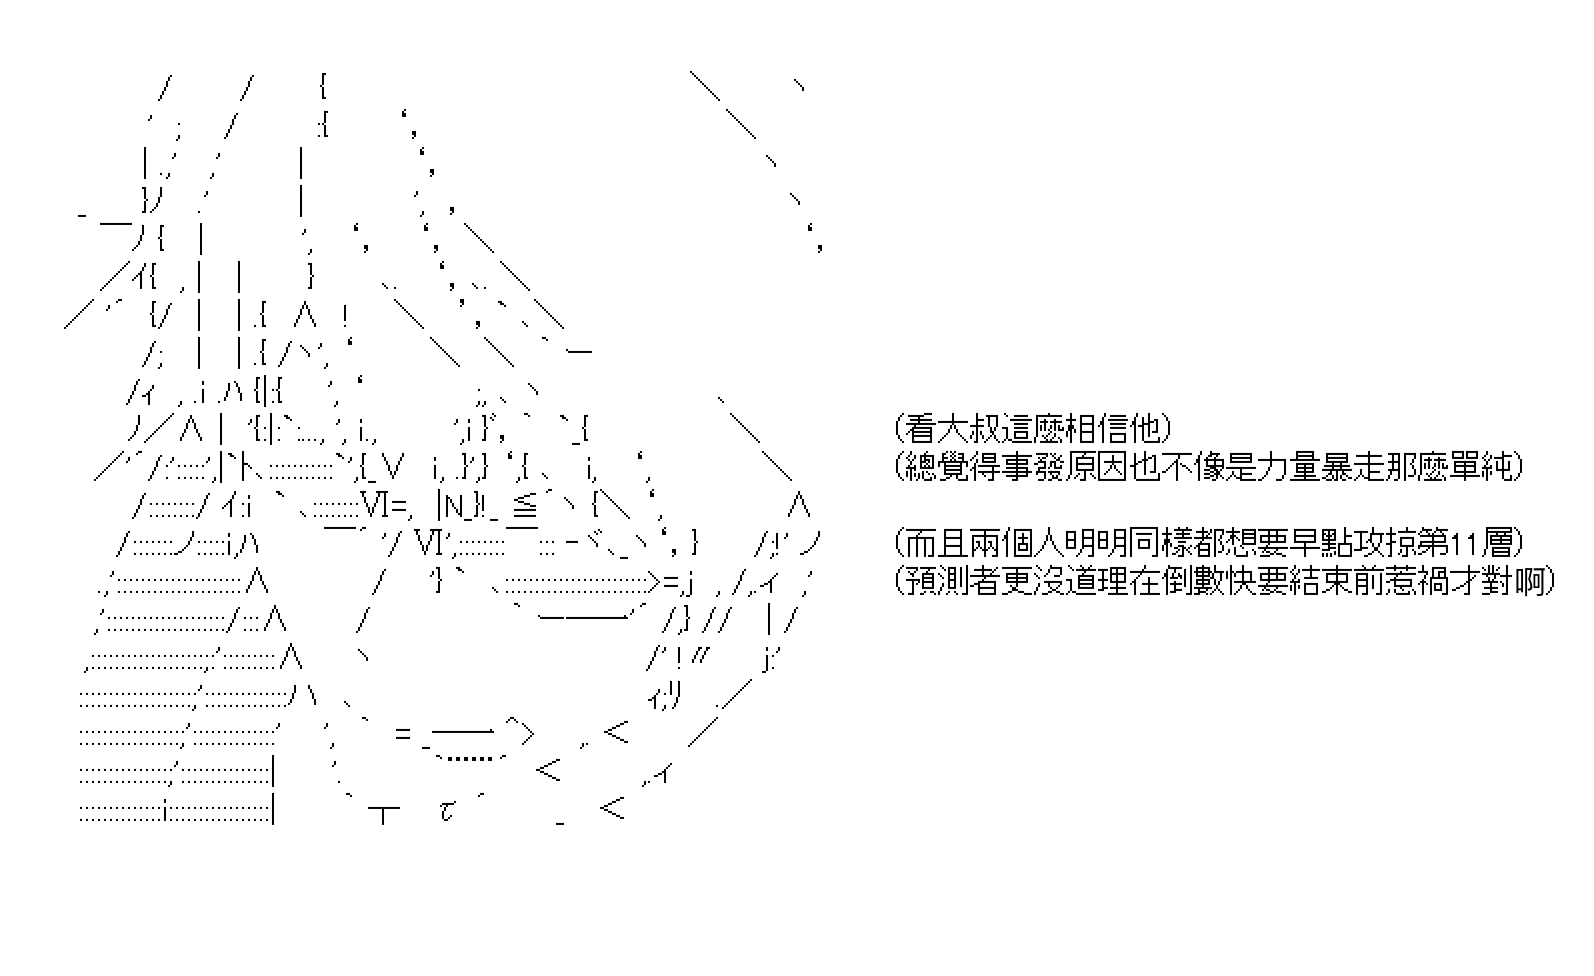 (看大叔這麼相信他)
(總覺得事發原因也不像是力量暴走那麼單純)
(而且兩個人明明同樣都想要早點攻掠第11層)
(預測者更沒道理在倒數快要結束前惹禍才對啊)